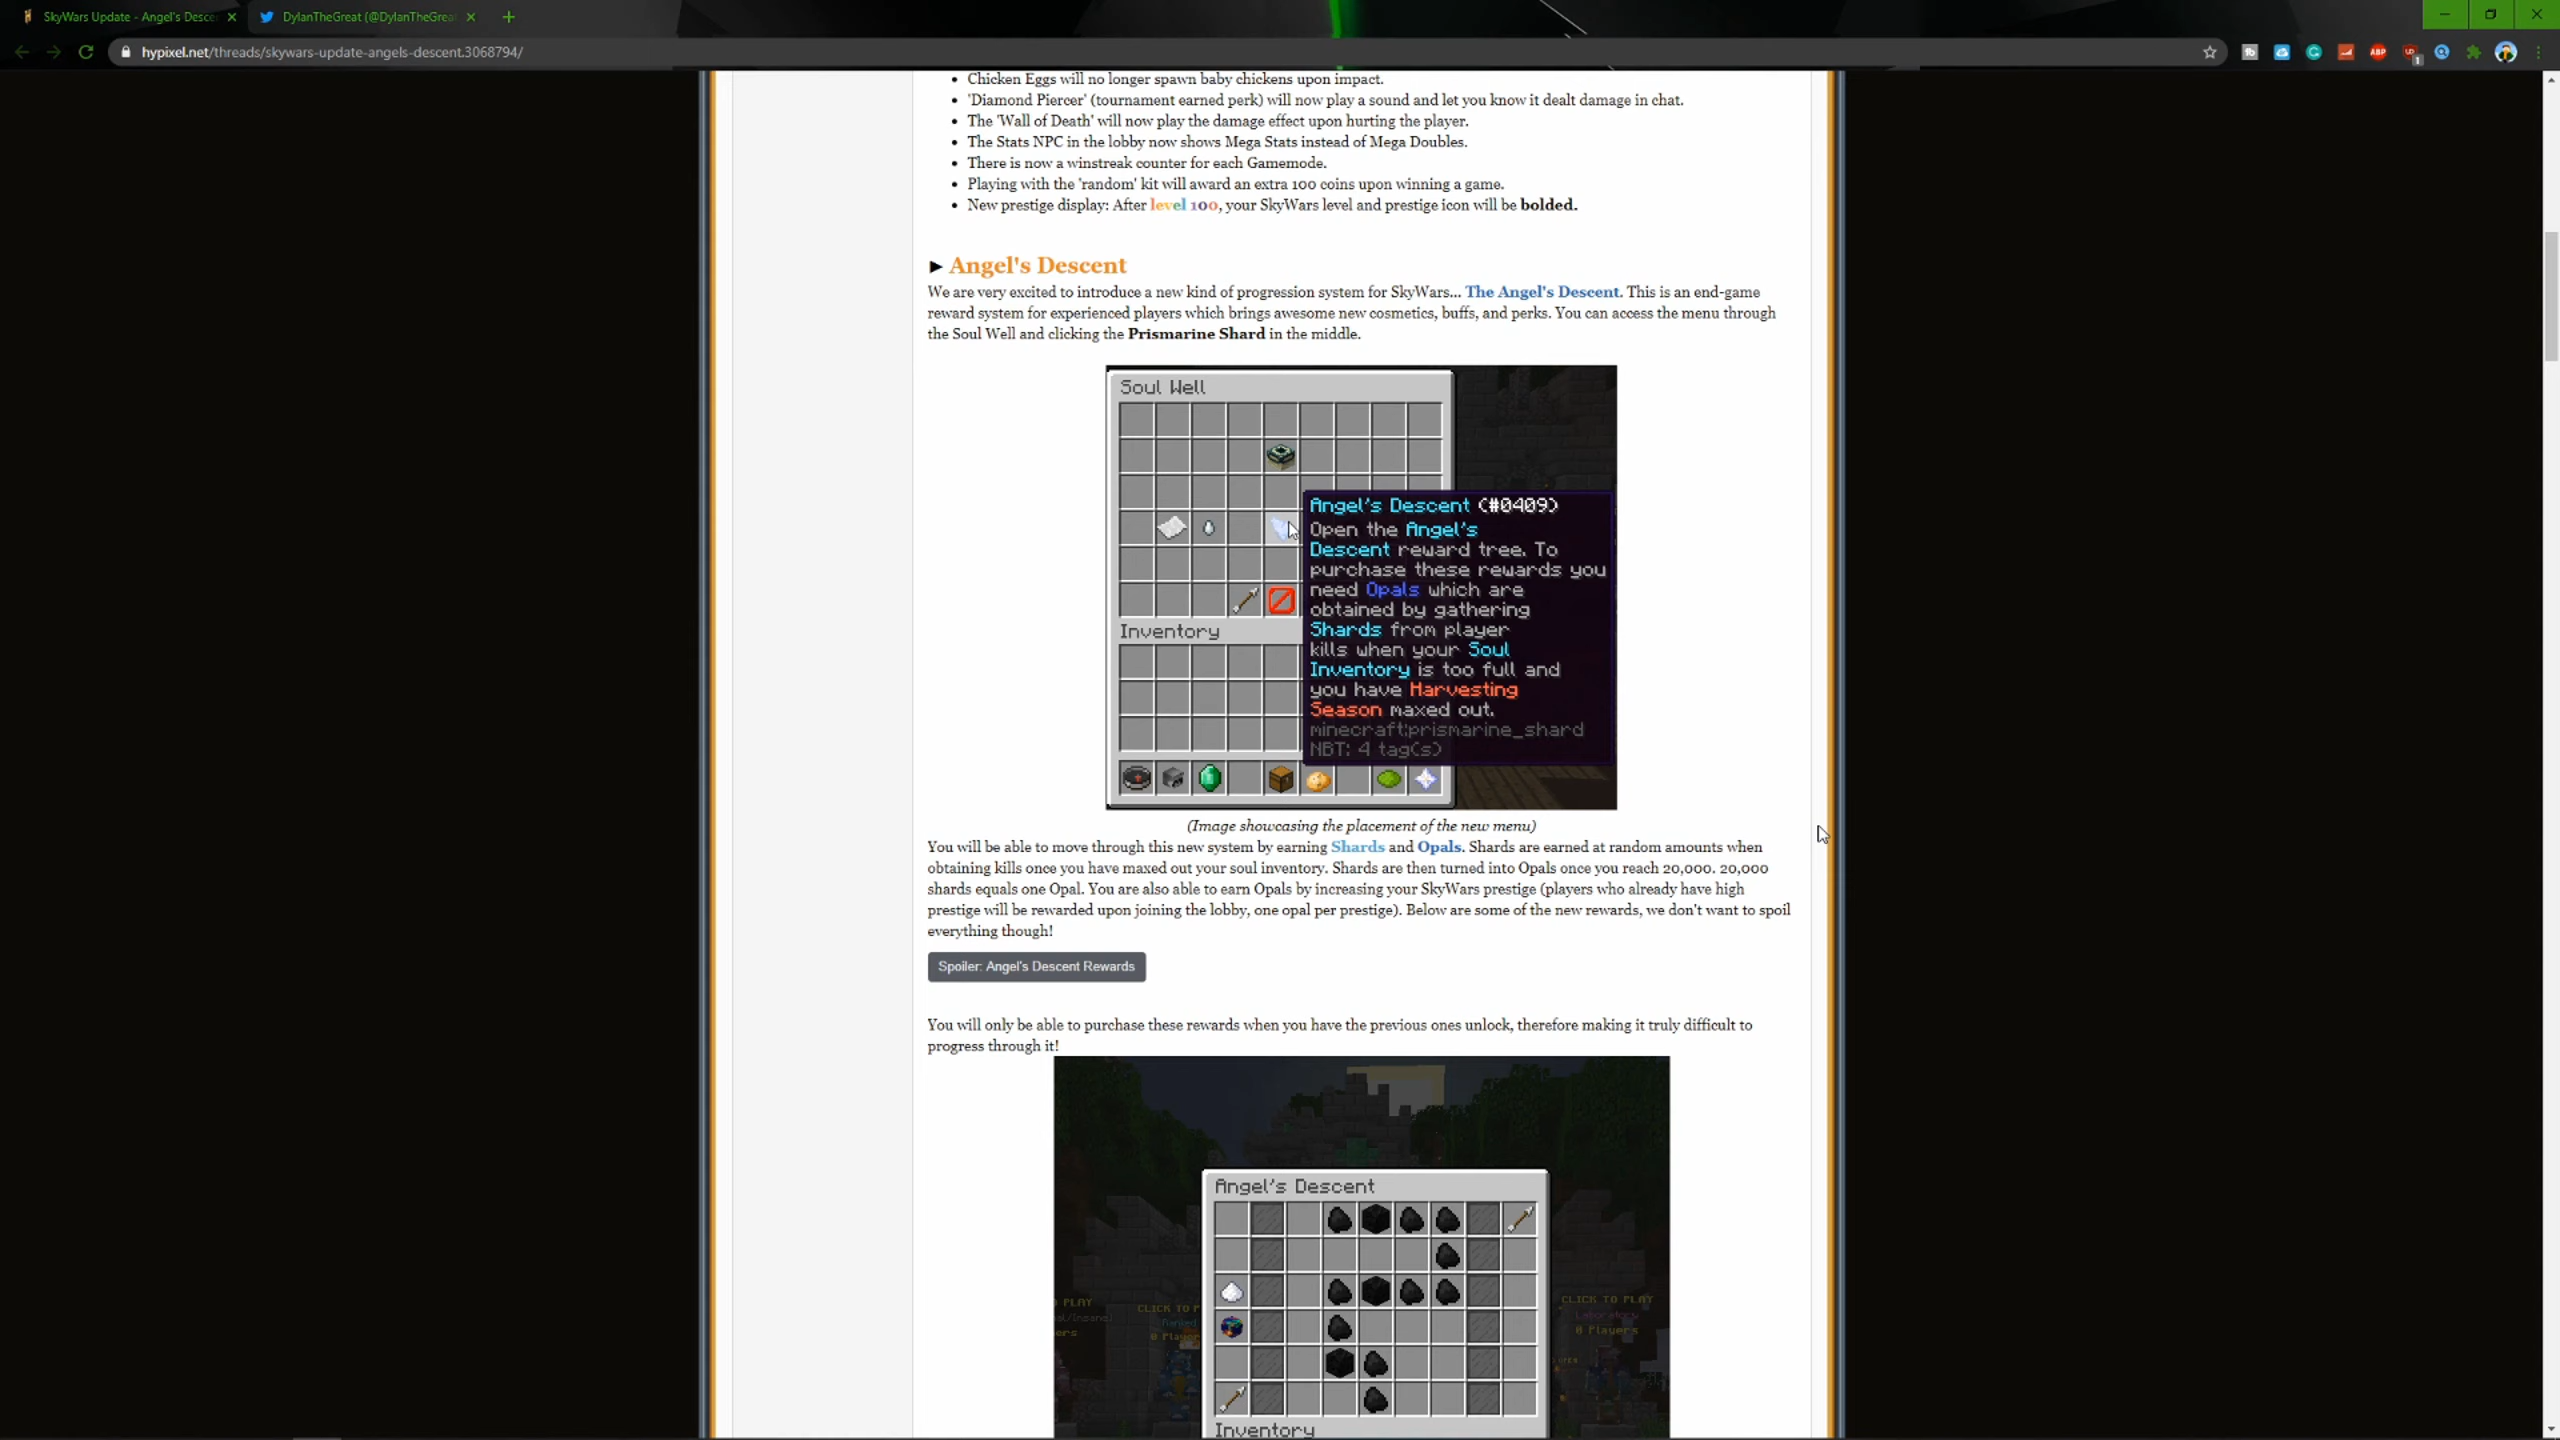 SkyWars Update - Angel's Descen
DylanTheGreat (@DylanTheGrea
hypixel.net/threads/skywars-update-angels-descent.3068794/
• Chicken Eggs will no longer spawn baby chickens upon impact.
• 'Diamond Piercer' (tournament earned perk) will now play a sound and let you know it dealt damage in chat.
• The 'Wall of Death' will now play the damage effect upon hurting the player.
• The Stats NPC in the lobby now shows Mega Stats instead of Mega Doubles.
• There is now a winstreak counter for each Gamemode.
• Playing with the 'random' kit will award an extra 100 coins upon winning a game.
• New prestige display: After level 100, your SkyWars level and prestige icon will be bolded.
► Angel's Descent
We are very excited to introduce a new kind of progression system for SkyWars... The Angel's Descent. This is an end-game
reward system for experienced players which brings awesome new cosmetics, buffs, and perks. You can access the menu through
the Soul Well and clicking the Prismarine Shard in the middle.
Soul Well
Angel's Descent (#0409)
Open the Angel's
Descent reward tree. To
purchase these rewards you
need Opals which are
obtained by gathering
Shards from player
kills when your Soul
Inventory is too full and
you have Harvesting
Season maxed out.
minecraft:prismarine_shard
NBT: 4 tag(s)
Inventory
(Image showcasing the placement of the new menu)
You will be able to move through this new system by earning Shards and Opals. Shards are earned at random amounts when
obtaining kills once you have maxed out your soul inventory. Shards are then turned into Opals once you reach 20,000. 20,000
shards equals one Opal. You are also able to earn Opals by increasing your SkyWars prestige (players who already have high
prestige will be rewarded upon joining the lobby, one opal per prestige). Below are some of the new rewards, we don't want to spoil
everything though!
Spoiler: Angel's Descent Rewards
You will only be able to purchase these rewards when you have the previous ones unlock, therefore making it truly difficult to
progress through it!
Angel's Descent
PLAY
CLICK TO P
Ranked
0 Player
CLICK TO PLAY
Laboratory
0 Players
Inventory
ABP
1